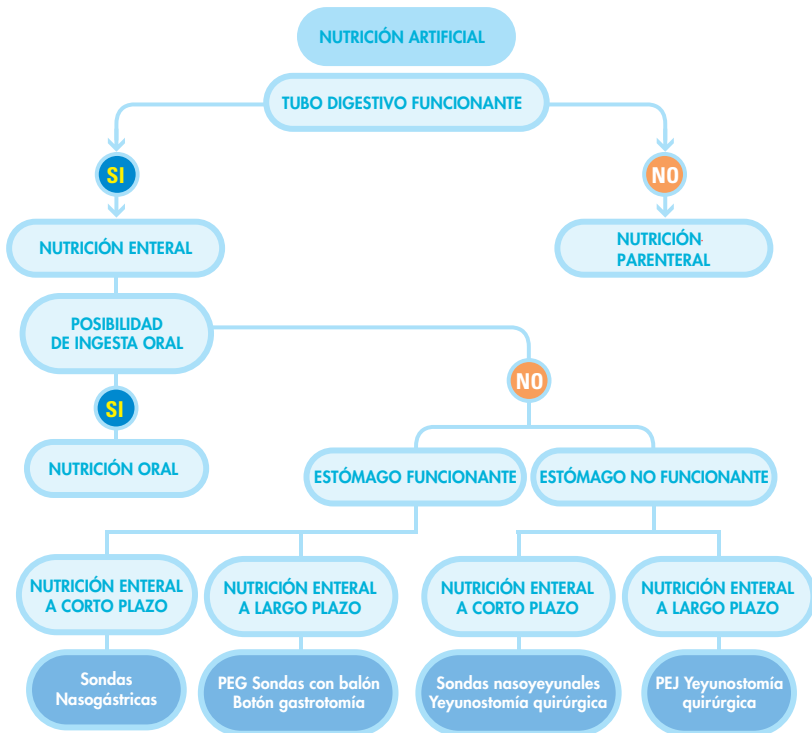 NUTRICIÓN ARTIFICIAL
TUBO DIGESTIVO FUNCIONANTE
SI
NO
NUTRICIÓN ENTERAL
NUTRICIÓN
PARENTERAL
POSIBILIDAD
DE INGESTA ORAL
NO
SI
NUTRICIÓN ORAL
ESTÓMAGO FUNCIONANTE
ESTÓMAGO NO FUNCIONANTE
NUTRICIÓN ENTERAL
A CORTO PLAZO
NUTRICIÓN ENTERAL
A LARGO PLAZO
NUTRICIÓN ENTERAL
A CORTO PLAZO
NUTRICIÓN ENTERAL
A LARGO PLAZO
Sondas
Nasogástricas
PEG Sondas con balón
Botón gastrotomía
Sondas nasoyeyunales
Yeyunostomía quirúrgica
PEJ Yeyunostomía
quirúrgica